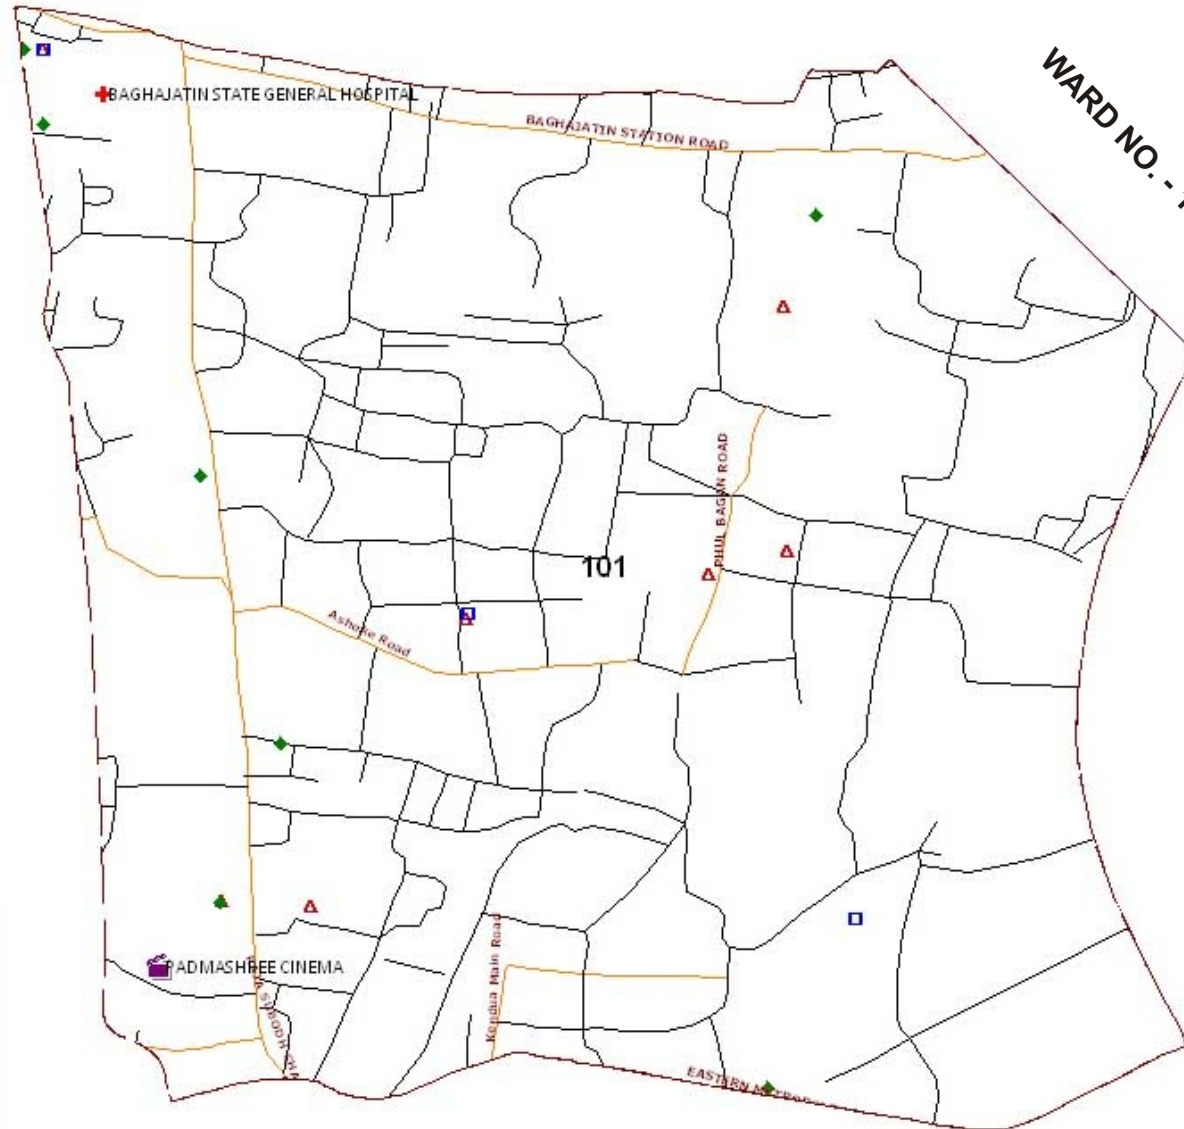 WARD NO. -
BAGHAJATIN STATE GENERAL HOSPITAL
BAGHAJATIN STATION ROAD
PHUL BAGAN ROAD
101
Ashoke Road
Kendua Main Road
PADMASHREE CINEMA
SUBODH
EASTERN